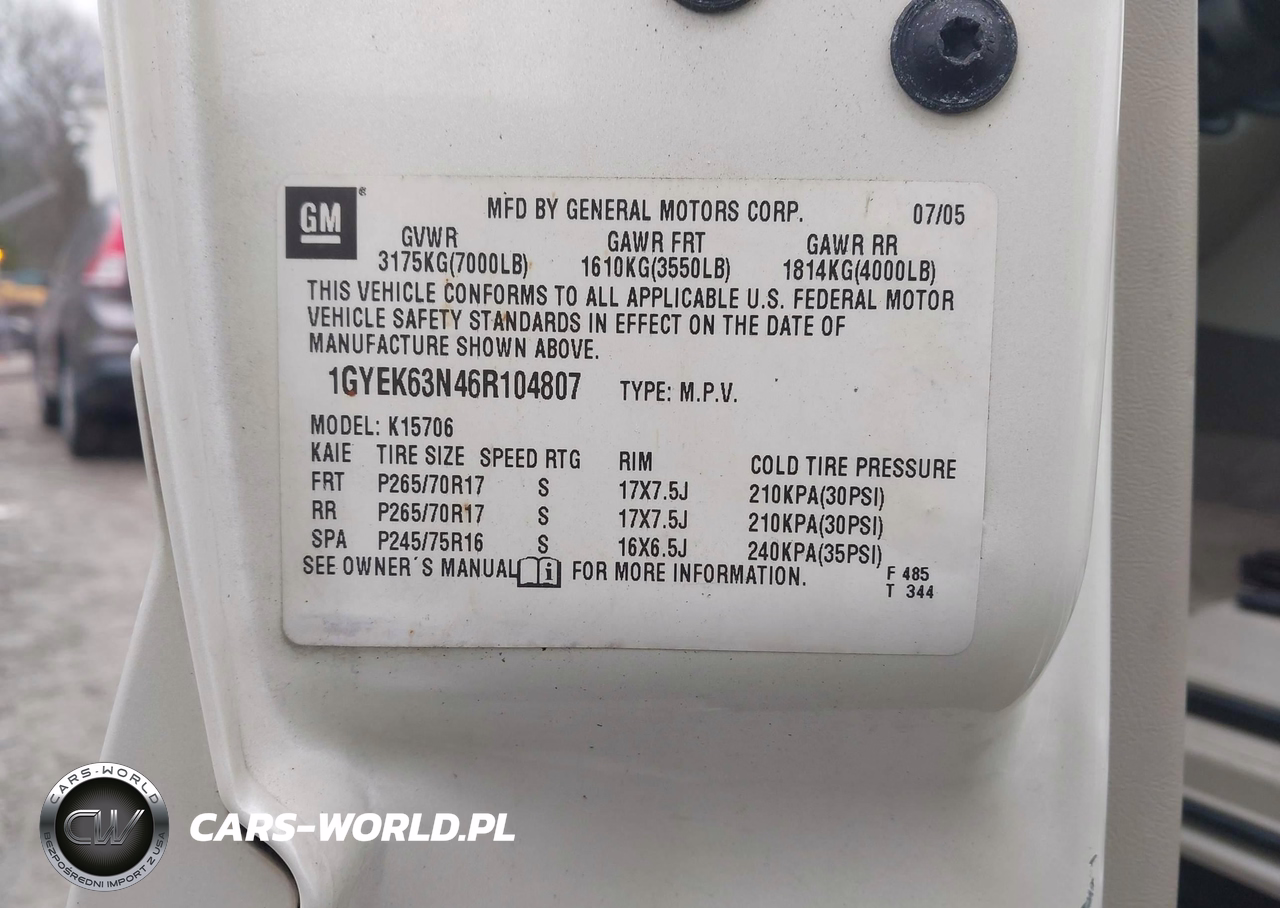 GM
MFD BY GENERAL MOTORS CORP. 07/05
GVWR GAWR FRT GAWR RR
3175KG(7000LB) 1610KG(3550LB) 1814KG(4000LB)
THIS VEHICLE CONFORMS TO ALL APPLICABLE U.S. FEDERAL MOTOR
VEHICLE SAFETY STANDARDS IN EFFECT ON THE DATE OF
MANUFACTURE SHOWN ABOVE.
1GYEK63N46R104807 TYPE: M.P.V.
MODEL: K15706
KAIE TIRE SIZE SPEED RTG RIM COLD TIRE PRESSURE
FRT P265/70R17 S 17X7.5J 210KPA(30PSI)
RR P265/70R17 S 17X7.5J 210KPA(30PSI)
SPA P245/75R16 S 16X6.5J 240KPA(35PSI)
SEE OWNER´S MANUAL FOR MORE INFORMATION.
F 485
T 344
CARS-WORLD
CW
BEZPOŚREDNI IMPORT Z USA
CARS-WORLD.PL